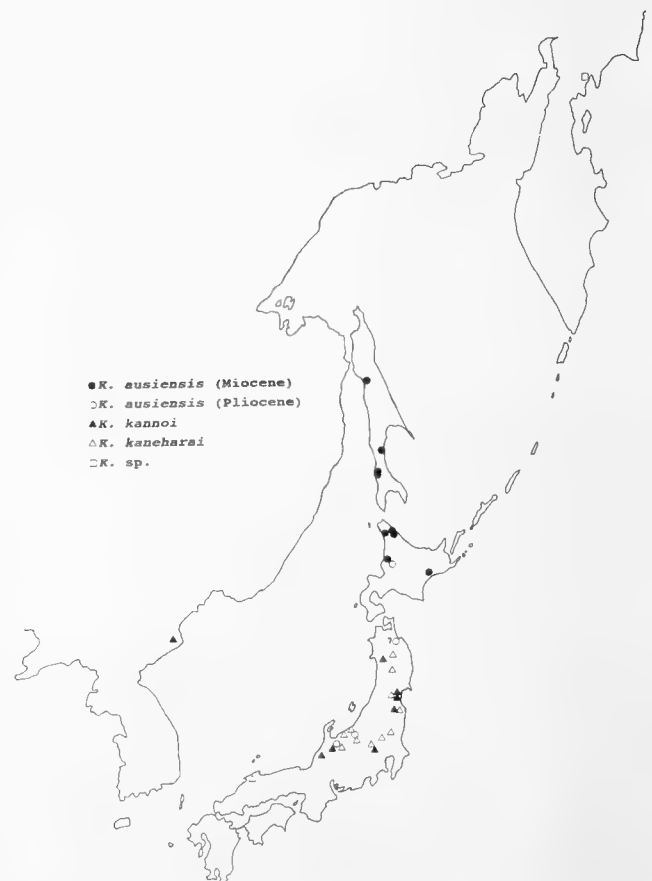 ●K. ausiensis (Miocene)
○K. ausiensis (Pliocene)
▲K. kannoi
△K. kaneharai
□K. sp.
?